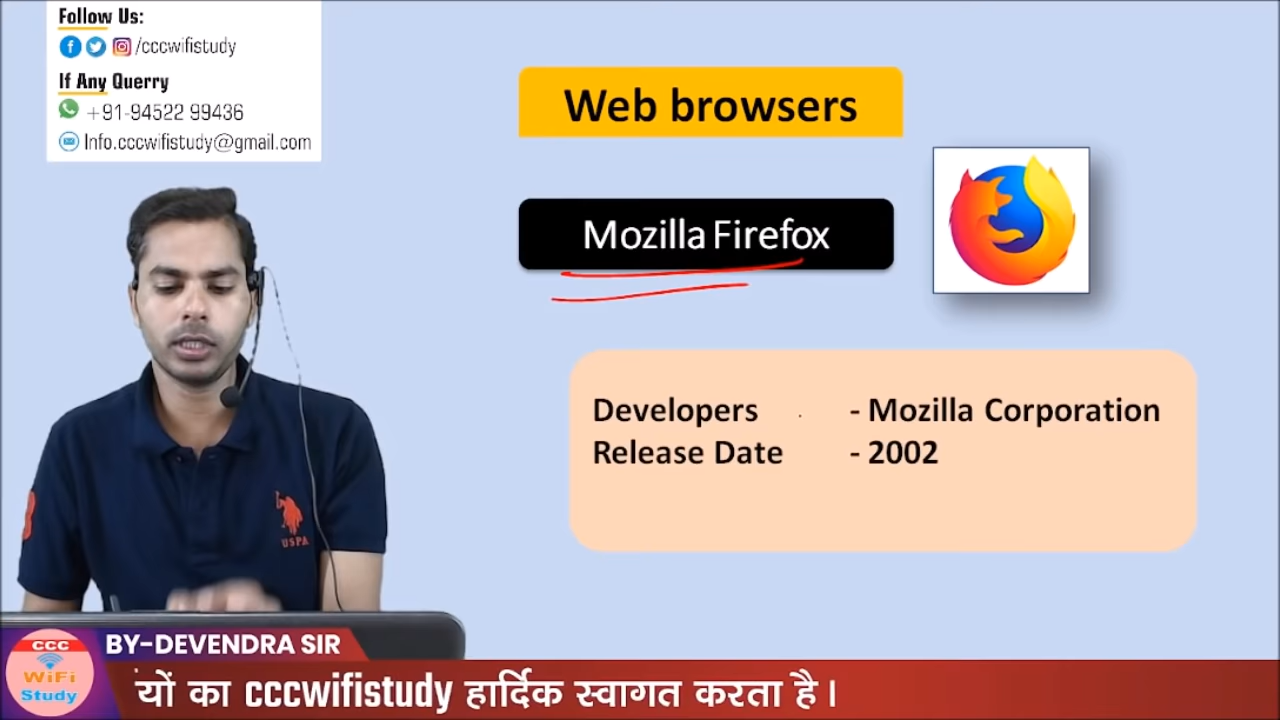 Follow Us:
/cccwifistudy
If Any Querry
+91-94522 99436
Info.cccwifistudy@gmail.com
Web browsers
Mozilla Firefox
Developers - Mozilla Corporation
Release Date - 2002
USPA
CCC
WiFi
Study
BY-DEVENDRA SIR
यों का cccwifistudy हार्दिक स्वागत करता है।